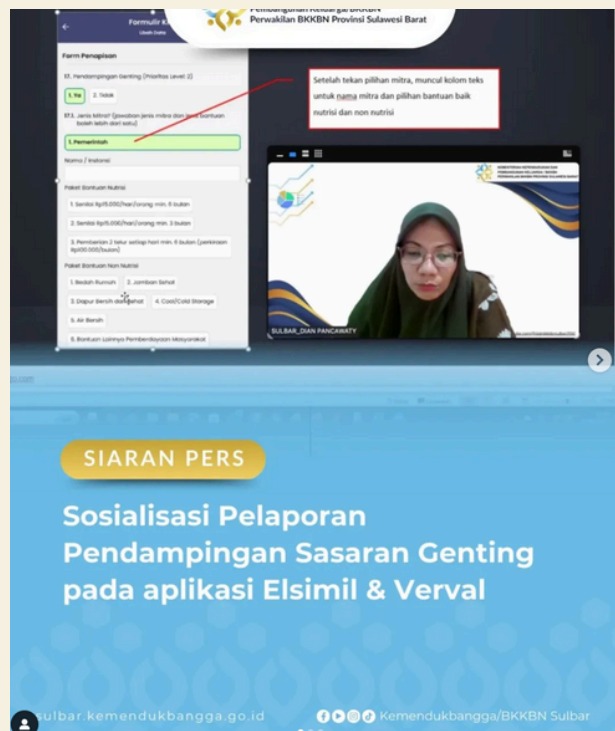 Pembangunan Keluarga/BKKBN
Perwakilan BKKBN Provinsi Sulawesi Barat
Form Penapisan
17. Pendampingan Genting (Prioritas Level 2)
1. Ya
2. Tidak
17.1. Jenis Mitra? (jawaban jenis mitra dan jenis bantuan
boleh lebih dari satu)
1. Pemerintah
Nama / Instansi
Paket Bantuan Nutrisi
1. Senilai Rp15.000/hari/orang min. 6 bulan
2. Senilai Rp15.000/hari/orang min. 3 bulan
3. Pemberian 2 telur setiap hari min. 6 bulan (perkiraan
Paket Bantuan Non Nutrisi
1. Bedah Rumah
2. Jamban Sehat
3. Dapur Bersih dan Sehat
4. Cool/Cold Storage
5. Air Bersih
6. Bantuan Lainnya Pemberdayaan Masyarakat
Setelah tekan pilihan mitra, muncul kolom teks
untuk nama mitra dan pilihan bantuan baik
nutrisi dan non nutrisi
SULBAR_DIAN PANCAWATY
SIARAN PERS
Sosialisasi Pelaporan
Pendampingan Sasaran Genting
pada aplikasi Elsimil & Verval
sulbar.kemendukbangga.go.id
Kemendukbangga/BKKBN Sulbar